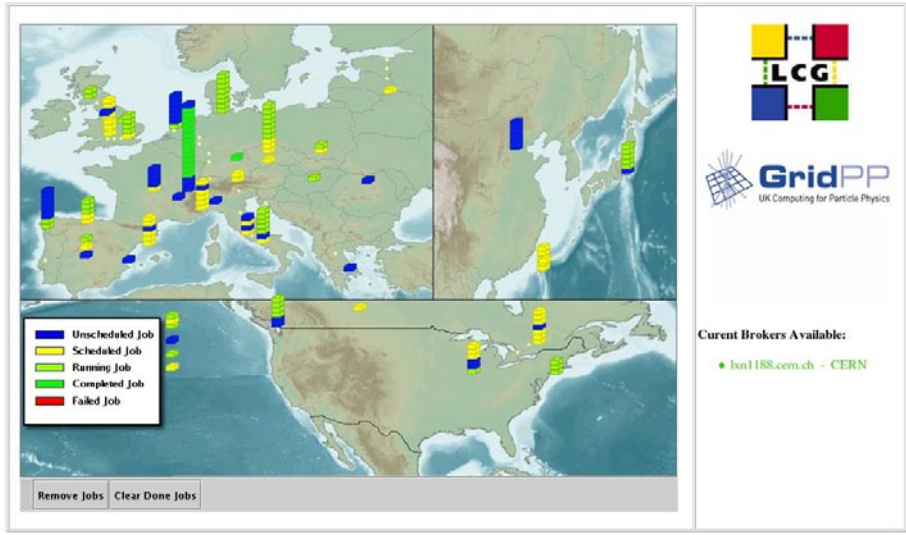 Unscheduled Job
Scheduled Job
Running Job
Completed Job
Failed Job
Remove Jobs
Clear Done Jobs
LCG
GridPP
UK Computing for Particle Physics
Curent Brokers Available:
lxn1188.cern.ch - CERN